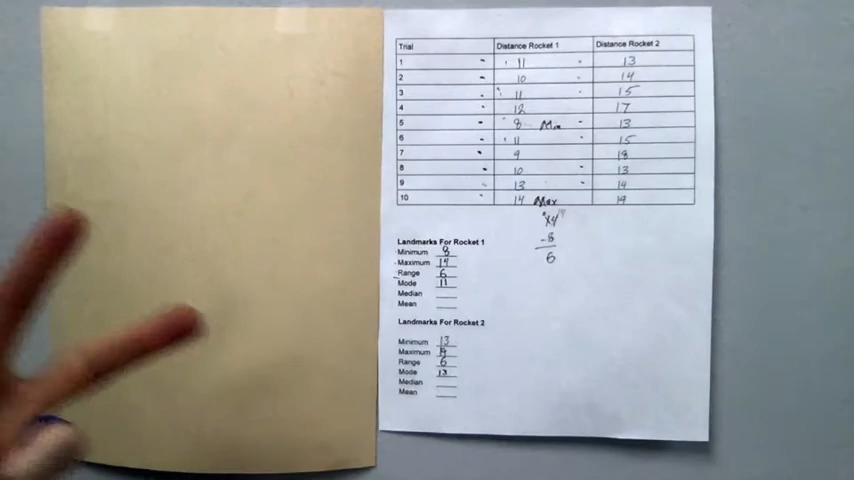 Trial Distance Rocket 1 Distance Rocket 2
1 11 13
2 10 14
3 11 15
4 12 17
5 8 Min 13
6 11 15
7 9 18
8 10 13
9 13 14
10 14 Max 19
14
-8
6
Landmarks For Rocket 1
Minimum 8
Maximum 14
Range 6
Mode 11
Median
Mean
Landmarks For Rocket 2
Minimum 13
Maximum 19
Range 6
Mode 13
Median
Mean